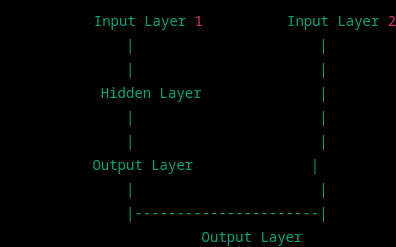 Input Layer 1          Input Layer 2
    |                       |
    |                       |
 Hidden Layer               |
    |                       |
    |                       |
Output Layer               |
    |                       |
    |-----------------------|
             Output Layer